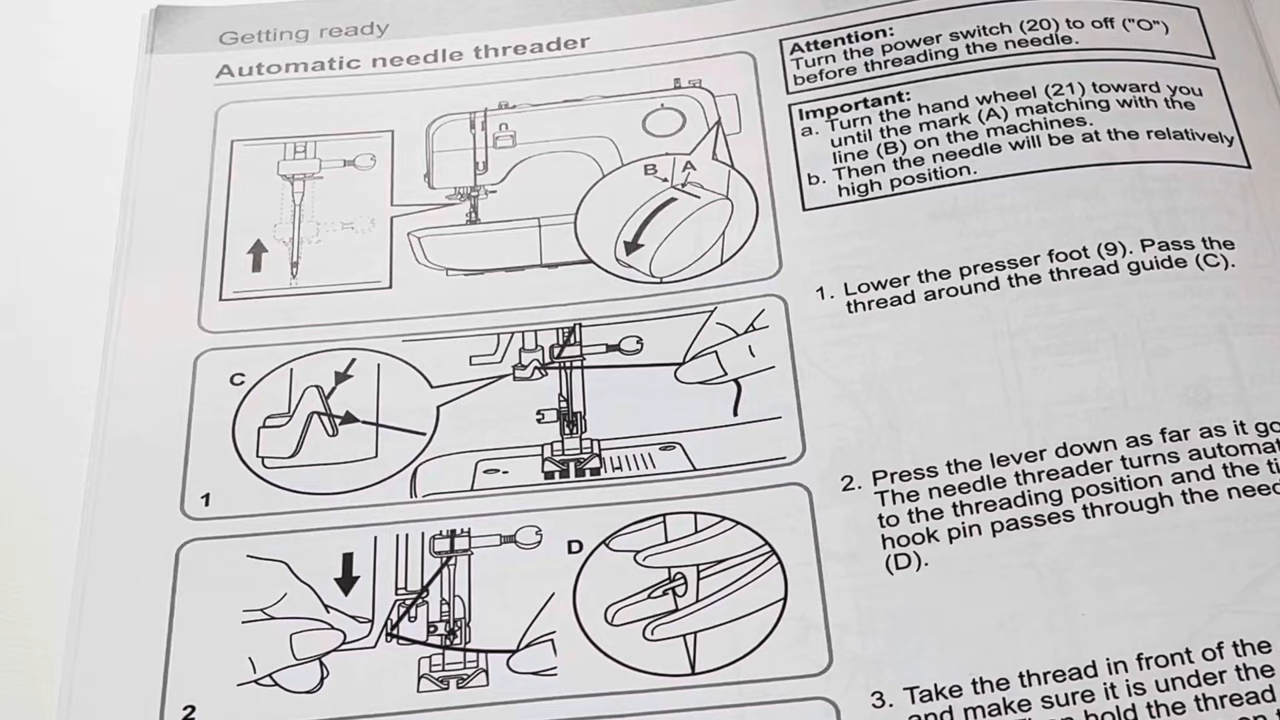 Getting ready
Automatic needle threader
Attention:
Turn the power switch (20) to off ("O")
before threading the needle.
Important:
a. Turn the hand wheel (21) toward you
until the mark (A) matching with the
line (B) on the machines.
b. Then the needle will be at the relatively
high position.
B A
1. Lower the presser foot (9). Pass the
thread around the thread guide (C).
C
1
2. Press the lever down as far as it
The needle threader turns
to the threading position and the
hook pin passes through the
(D).
D
2
3. Take the thread in front of the
and make sure it is under the
hold the thread